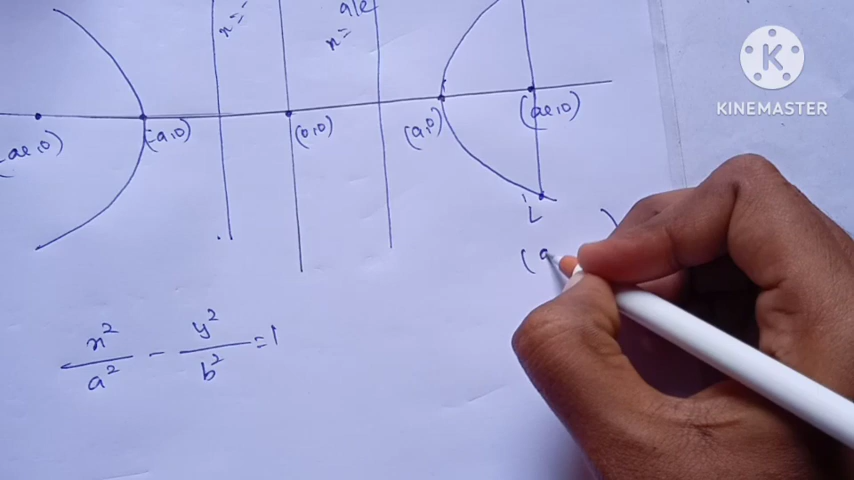 x = -
a/e
x =
K
KINEMASTER
(-ae,0)
(-a,0)
(0,0)
(a,0)
(ae,0)
L'
(a )
x² / a² - y² / b² = 1